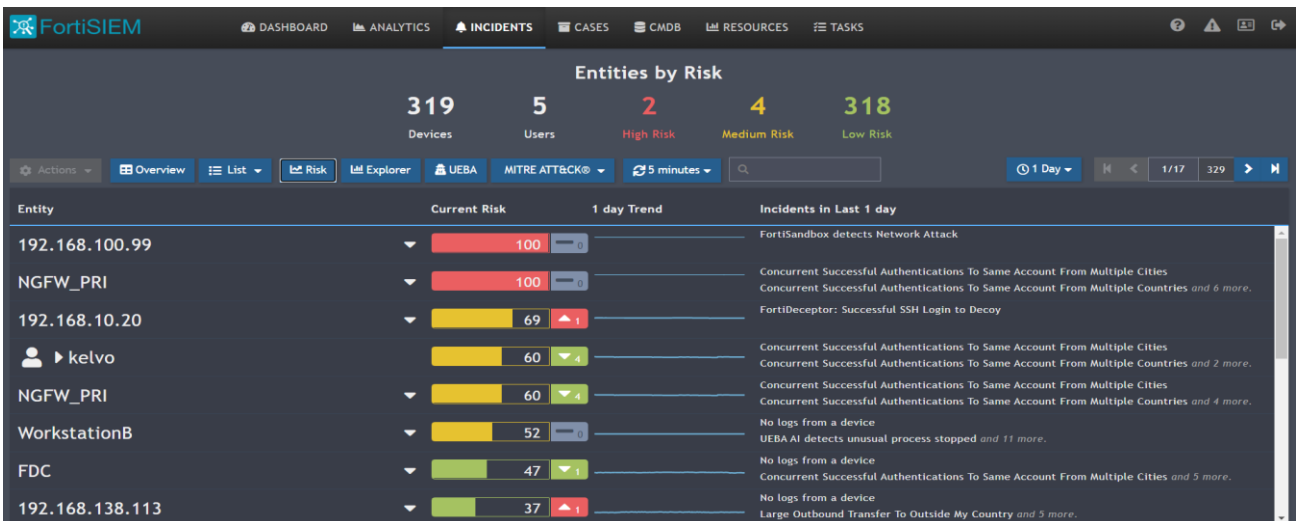 FortiSIEM DASHBOARD ANALYTICS INCIDENTS CASES CMDB RESOURCES TASKS
Entities by Risk
319 5 2 4 318
Devices Users High Risk Medium Risk Low Risk
Actions Overview List Risk Explorer UEBA MITRE ATT&CK® 5 minutes 1 Day 1/17 329
Entity Current Risk 1 day Trend Incidents in Last 1 day
192.168.100.99 100 0 FortiSandbox detects Network Attack
NGFW_PRI 100 0 Concurrent Successful Authentications To Same Account From Multiple Cities
Concurrent Successful Authentications To Same Account From Multiple Countries and 6 more.
192.168.10.20 69 1 FortiDeceptor: Successful SSH Login to Decoy
kelvo 60 4 Concurrent Successful Authentications To Same Account From Multiple Cities
Concurrent Successful Authentications To Same Account From Multiple Countries and 2 more.
NGFW_PRI 60 4 Concurrent Successful Authentications To Same Account From Multiple Cities
Concurrent Successful Authentications To Same Account From Multiple Countries and 4 more.
WorkstationB 52 0 No logs from a device
UEBA AI detects unusual process stopped and 11 more.
FDC 47 1 No logs from a device
Concurrent Successful Authentications To Same Account From Multiple Cities and 5 more.
192.168.138.113 37 1 No logs from a device
Large Outbound Transfer To Outside My Country and 5 more.